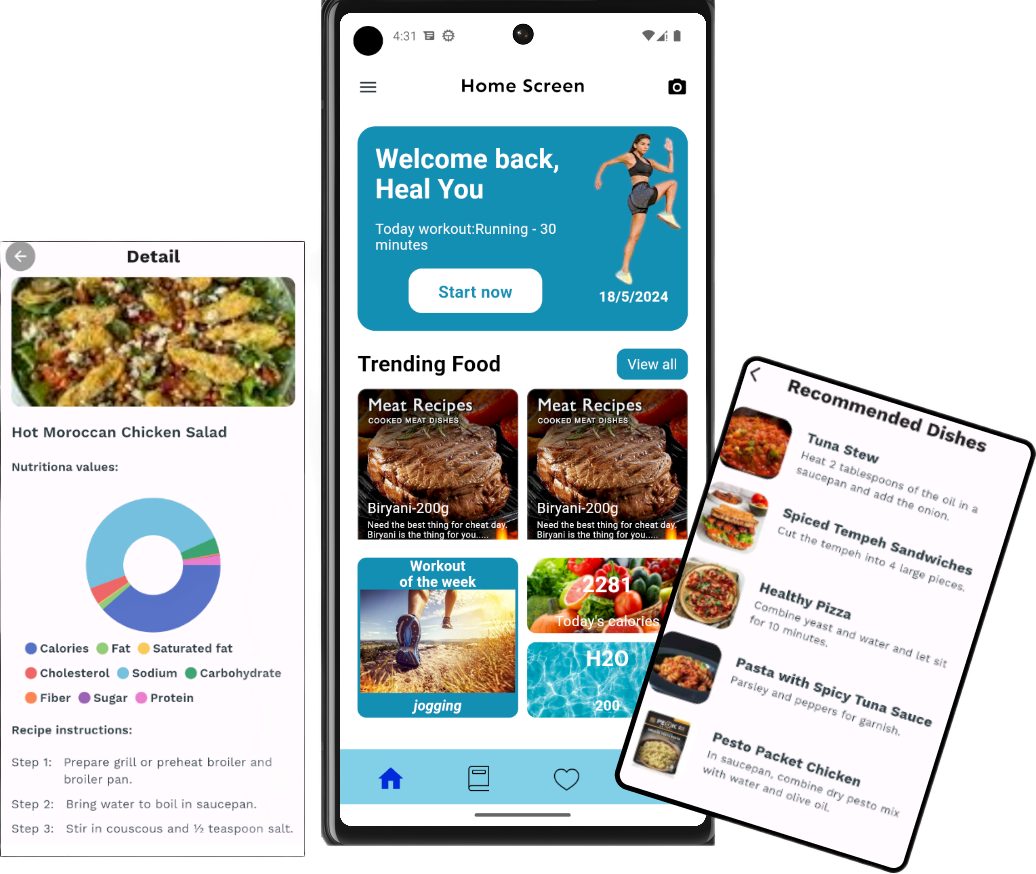 Detail
Hot Moroccan Chicken Salad
Nutritiona values:
Calories Fat Saturated fat
Cholesterol Sodium Carbohydrate
Fiber Sugar Protein
Recipe instructions:
Step 1: Prepare grill or preheat broiler and
broiler pan.
Step 2: Bring water to boil in saucepan.
Step 3: Stir in couscous and ½ teaspoon salt.
4:31
Home Screen
Welcome back,
Heal You
Today workout:Running - 30
minutes
Start now
18/5/2024
Trending Food
View all
Meat Recipes
COOKED MEAT DISHES
Biryani-200g
Need the best thing for cheat day.
Biryani is the thing for you.....
Meat Recipes
COOKED MEAT DISHES
Biryani-200g
Need the best thing for cheat day.
Biryani is the thing for you.....
Workout
of the week
jogging
2281
Today's calories
H2O
200
Recommended Dishes
Tuna Stew
Heat 2 tablespoons of the oil in a
saucepan and add the onion.
Spiced Tempeh Sandwiches
Cut the tempeh into 4 large pieces.
Healthy Pizza
Combine yeast and water and let sit
for 10 minutes.
Pasta with Spicy Tuna Sauce
Parsley and peppers for garnish.
Pesto Packet Chicken
In saucepan, combine dry pesto mix
with water and olive oil.